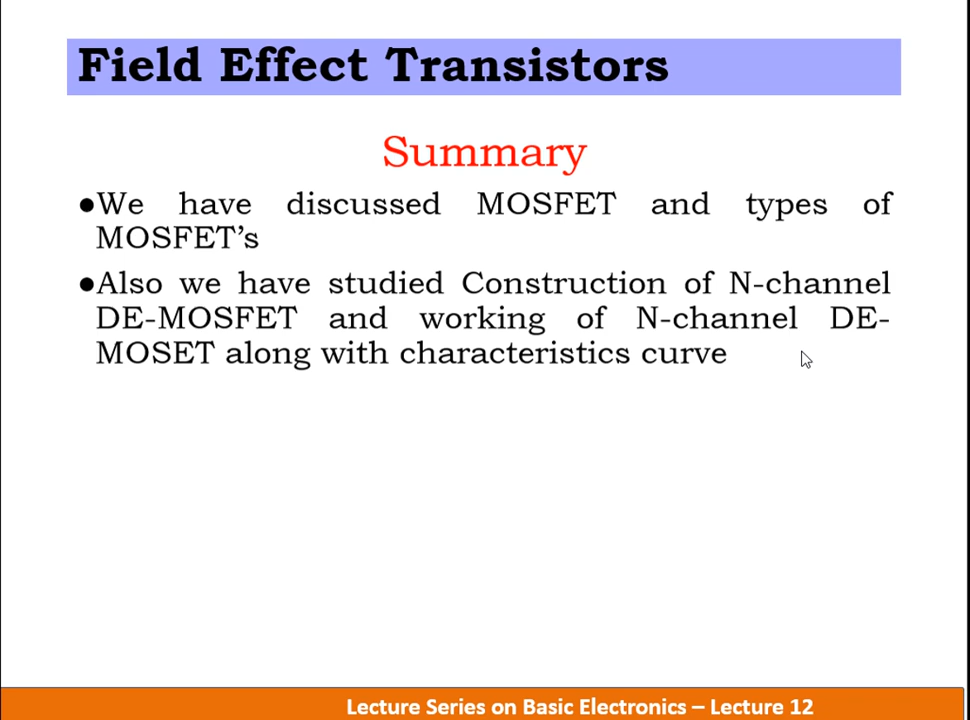 Field Effect Transistors
Summary
●We have discussed MOSFET and types of
MOSFET’s
●Also we have studied Construction of N-channel
DE-MOSFET and working of N-channel DE-
MOSET along with characteristics curve
Lecture Series on Basic Electronics – Lecture 12